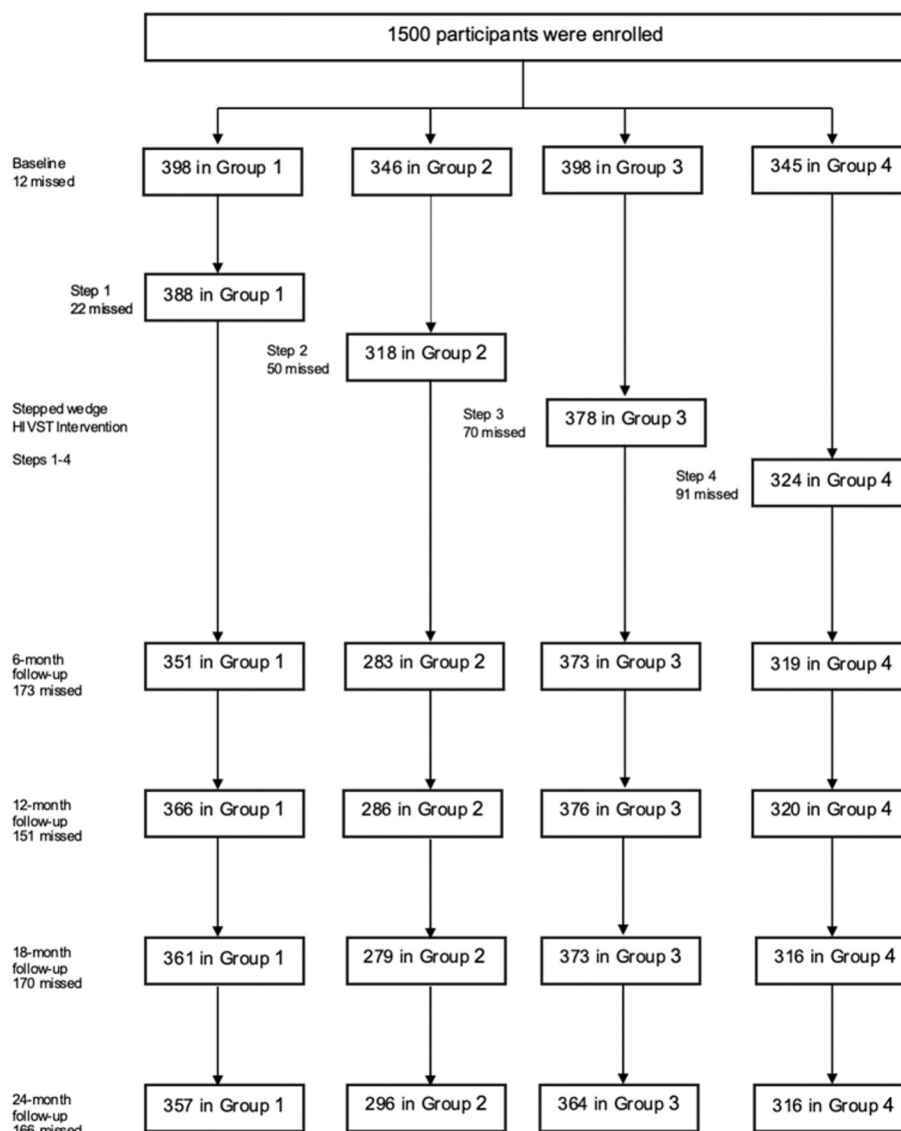 1500 participants were enrolled
Baseline
12 missed
398 in Group 1
346 in Group 2
398 in Group 3
345 in Group 4
Step 1
22 missed
388 in Group 1
Step 2
50 missed
318 in Group 2
Stepped wedge
HIVST Intervention
Steps 1-4
Step 3
70 missed
378 in Group 3
Step 4
91 missed
324 in Group 4
6-month
follow-up
173 missed
351 in Group 1
283 in Group 2
373 in Group 3
319 in Group 4
12-month
follow-up
151 missed
366 in Group 1
286 in Group 2
376 in Group 3
320 in Group 4
18-month
follow-up
170 missed
361 in Group 1
279 in Group 2
373 in Group 3
316 in Group 4
24-month
follow-up
166 missed
357 in Group 1
296 in Group 2
364 in Group 3
316 in Group 4